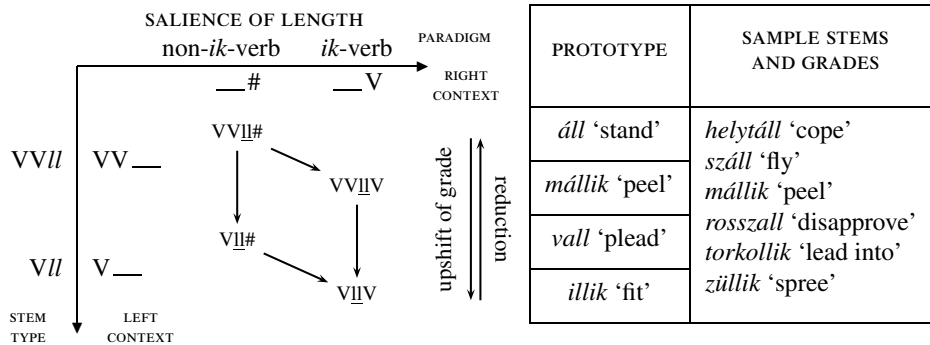 SALIENCE OF LENGTH
non-ik-verb ik-verb PARADIGM
__# __V RIGHT CONTEXT
VVll VV__
VVll#
VVllV
Vll#
Vll V__
VllV
STEM TYPE
LEFT CONTEXT
upshift of grade
reduction
PROTOTYPE
SAMPLE STEMS
AND GRADES
áll ‘stand’
mállik ‘peel’
vall ‘plead’
illik ‘fit’
helytáll ‘cope’
száll ‘fly’
mállik ‘peel’
rosszall ‘disapprove’
torkollik ‘lead into’
züllik ‘spree’